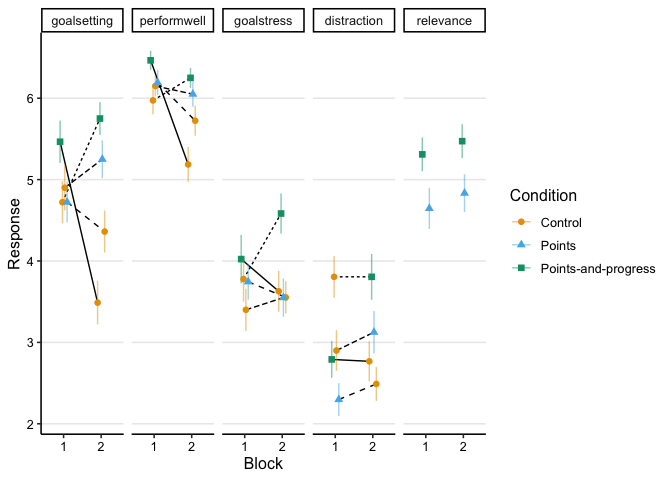 goalsetting performwell goalstress distraction relevance
6
5
4
3
2
Response
1 2 1 2 1 2 1 2 1 2
Block
Condition
Control
Points
Points-and-progress